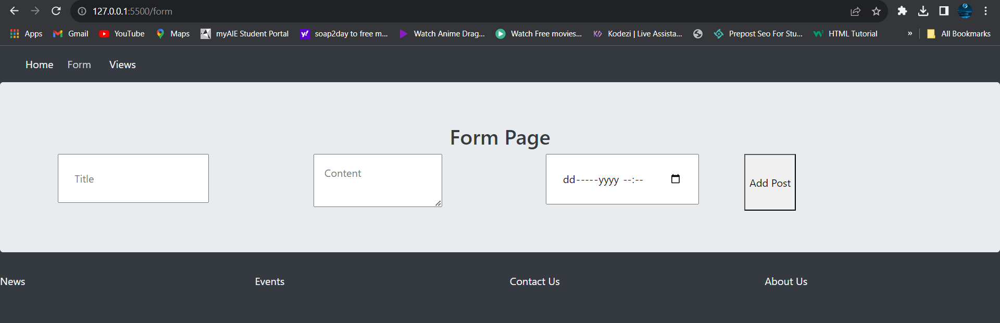 127.0.0.1:5500/form
Apps Gmail YouTube Maps myAIE Student Portal soap2day to free m... Watch Anime Drag... Watch Free movies... Kodezi | Live Assista... Prepost Seo For Stu... HTML Tutorial » All Bookmarks
Home Form Views
Form Page
Title Content dd-----yyyy --:-- Add Post
News Events Contact Us About Us